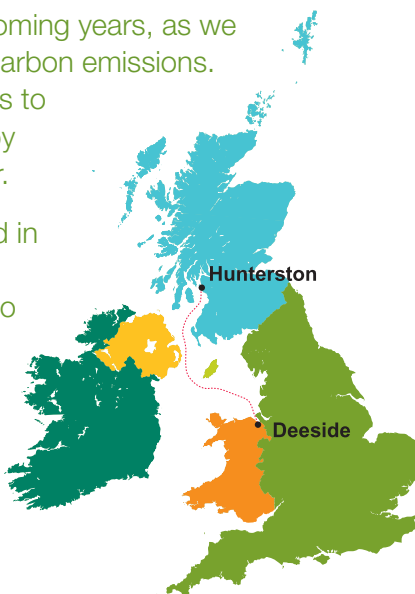 oming years, as we
arbon emissions.
s to
y
r.
d in
o
Hunterston
Deeside